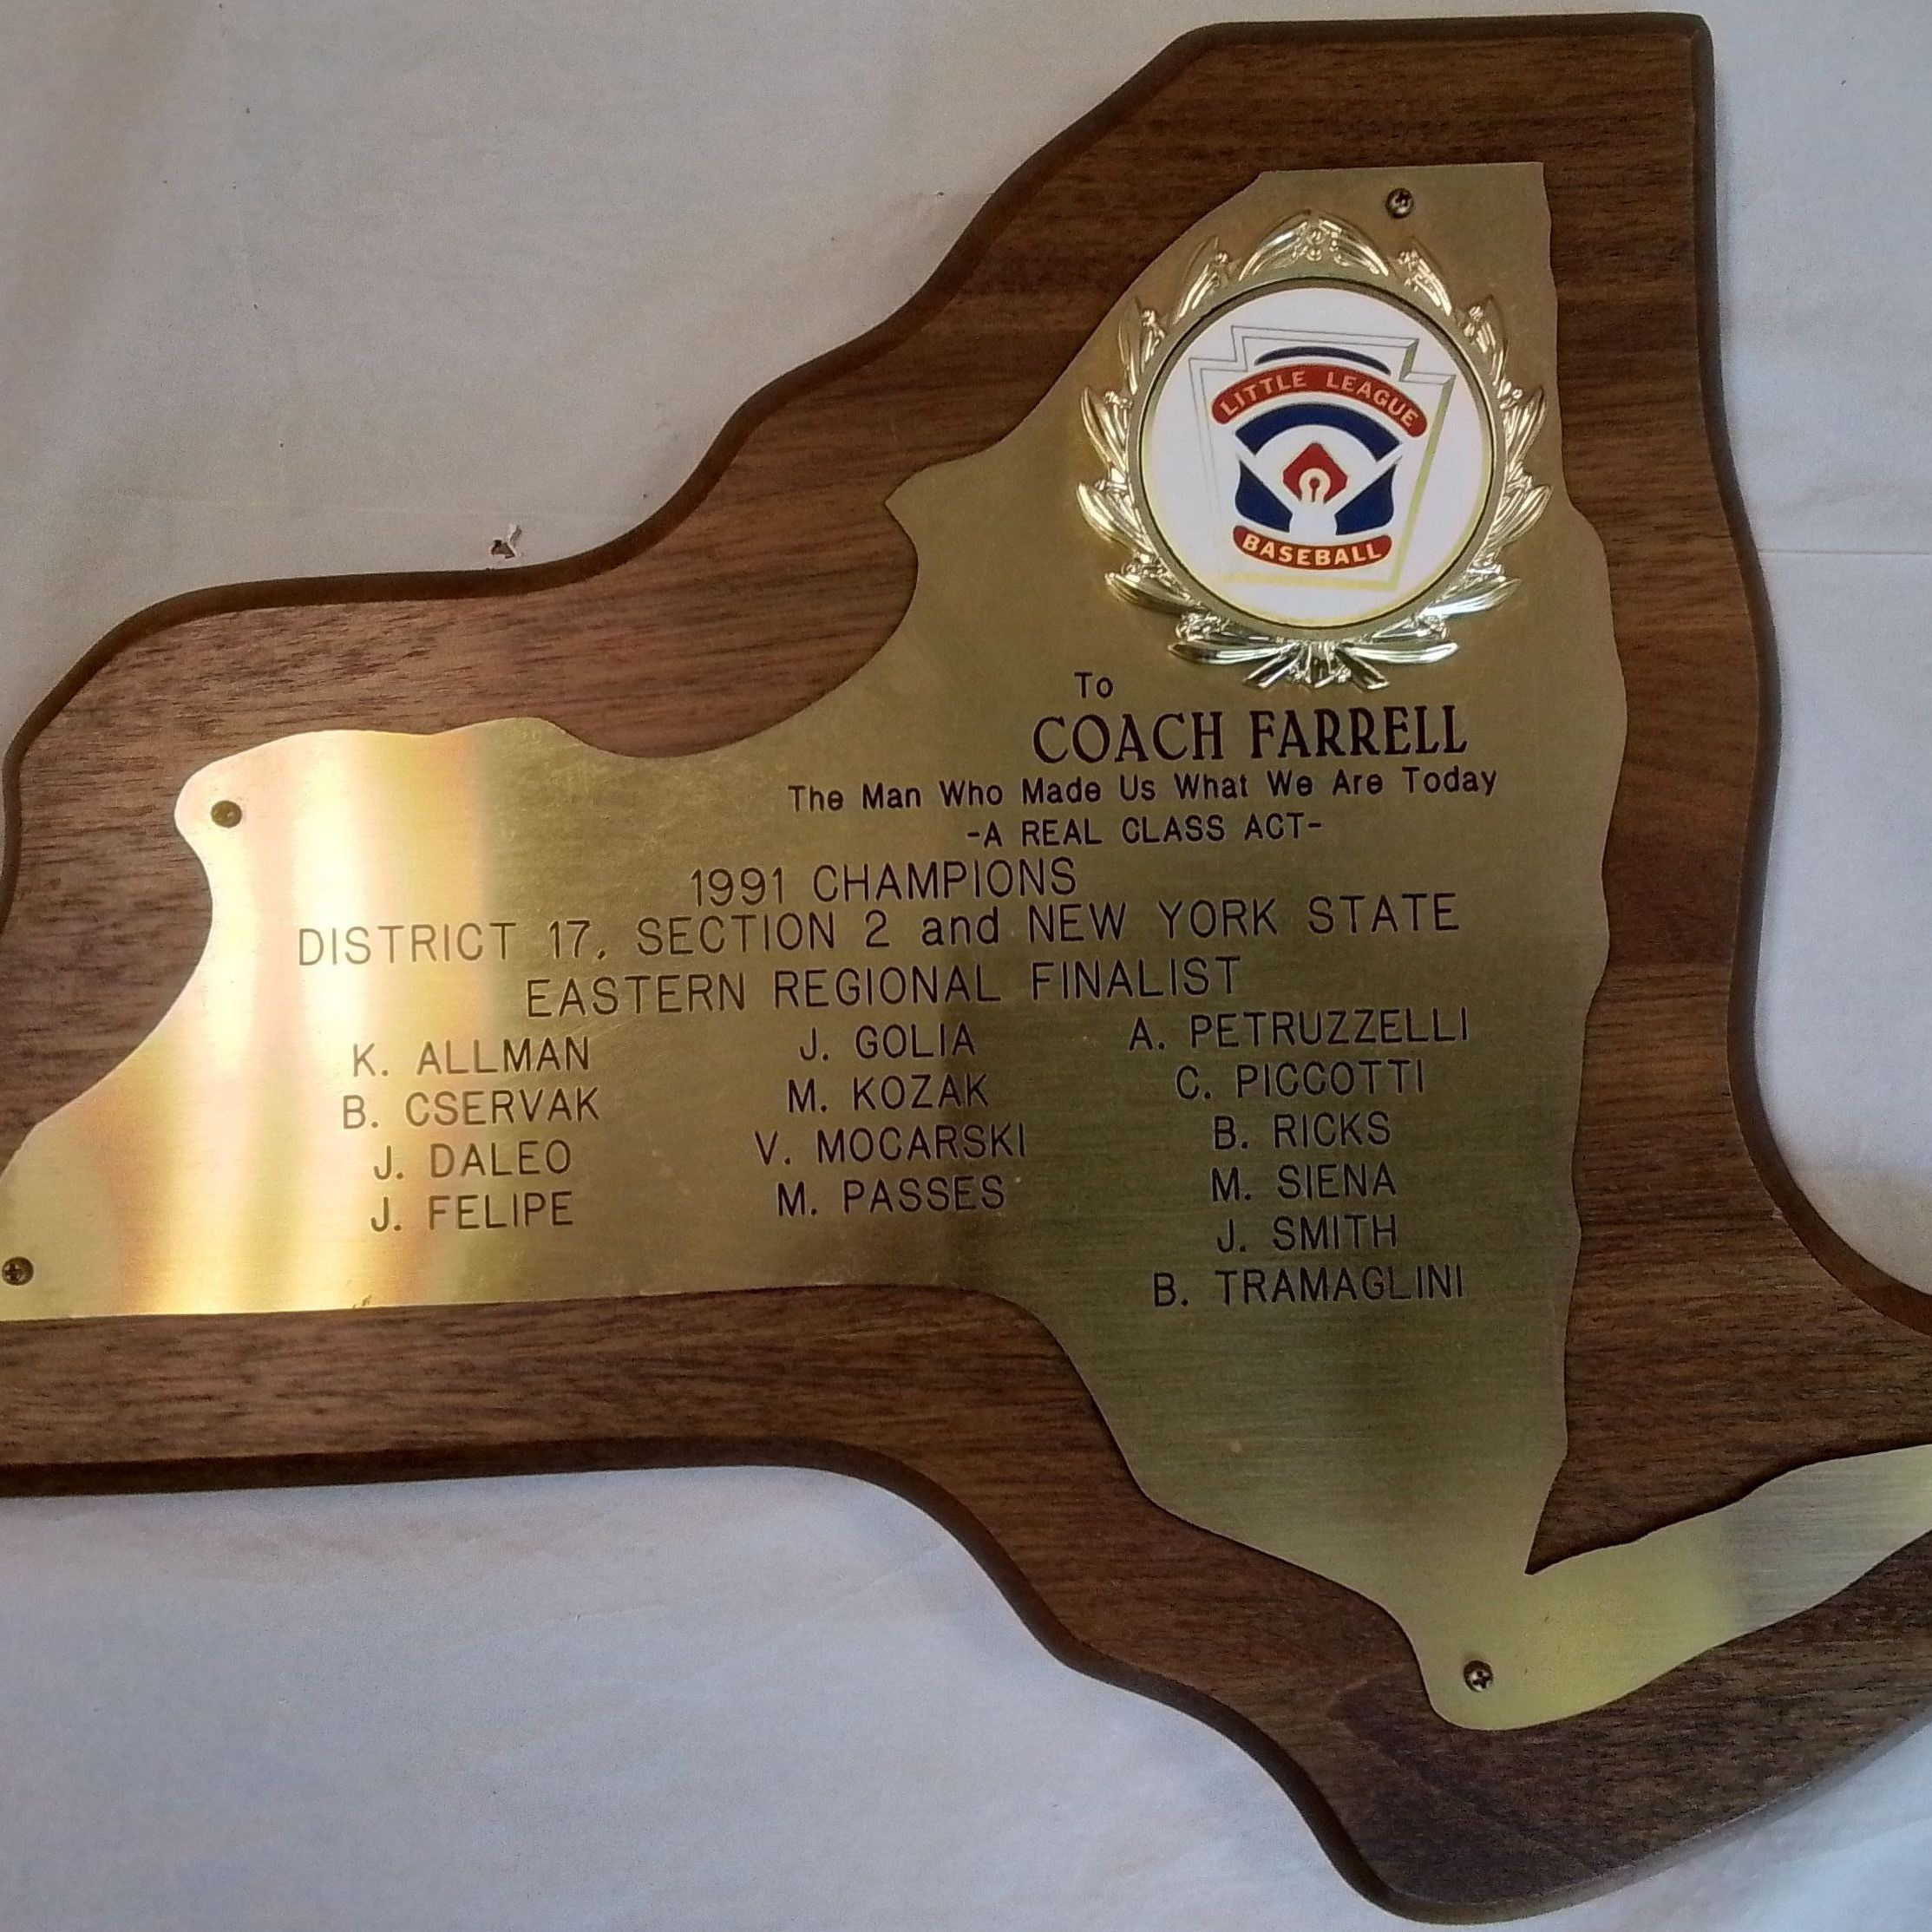 LITTLE LEAGUE
BASEBALL
To
COACH FARRELL
The Man Who Made Us What We Are Today
-A REAL CLASS ACT-
1991 CHAMPIONS
DISTRICT 17, SECTION 2 and NEW YORK STATE
EASTERN REGIONAL FINALIST
K. ALLMAN
B. CSERVAK
J. DALEO
J. FELIPE
J. GOLIA
M. KOZAK
V. MOCARSKI
M. PASSES
A. PETRUZZELLI
C. PICCOTTI
B. RICKS
M. SIENA
J. SMITH
B. TRAMAGLINI